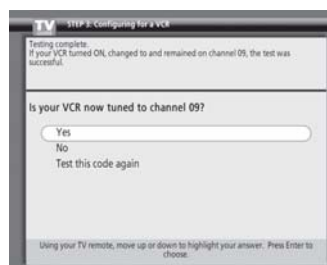 TV STEP 3: Configuring for a VCR
Testing complete.
If your VCR turned ON, changed to and remained on channel 09, the test was
successful.
Is your VCR now tuned to channel 09?
Yes
No
Test this code again
Using your TV remote, move up or down to highlight your answer. Press Enter to
choose.